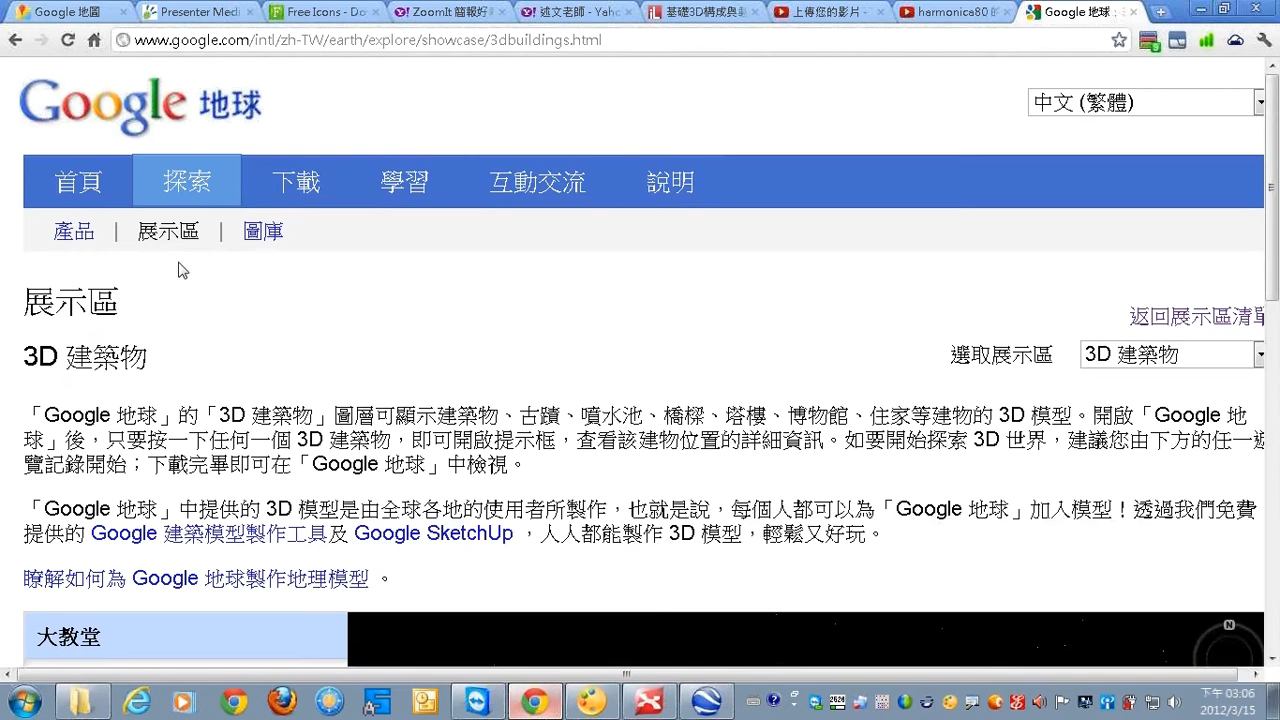 Google 地圖
Presenter Medi
Free Icons - Do
ZoomIt 簡報好
述文老師 - Yaho
基礎3D構成與
上傳您的影片 -
harmonica80 的
Google 地球
www.google.com/intl/zh-TW/earth/explore/showcase/3dbuildings.html
Google 地球
中文 (繁體)
首頁 探索 下載 學習 互動交流 說明
產品 | 展示區 | 圖庫
展示區
返回展示區清單
3D 建築物
選取展示區 3D 建築物
「Google 地球」的「3D 建築物」圖層可顯示建築物、古蹟、噴水池、橋樑、塔樓、博物館、住家等建物的 3D 模型。開啟「Google 地
球」後，只要按一下任何一個 3D 建築物，即可開啟提示框，查看該建物位置的詳細資訊。如要開始探索 3D 世界，建議您由下方的任一遊
覽記錄開始；下載完畢即可在「Google 地球」中檢視。
「Google 地球」中提供的 3D 模型是由全球各地的使用者所製作，也就是說，每個人都可以為「Google 地球」加入模型！透過我們免費
提供的 Google 建築模型製作工具及 Google SketchUp ，人人都能製作 3D 模型，輕鬆又好玩。
瞭解如何為 Google 地球製作地理模型 。
大教堂
N
下午 03:06
2012/3/15